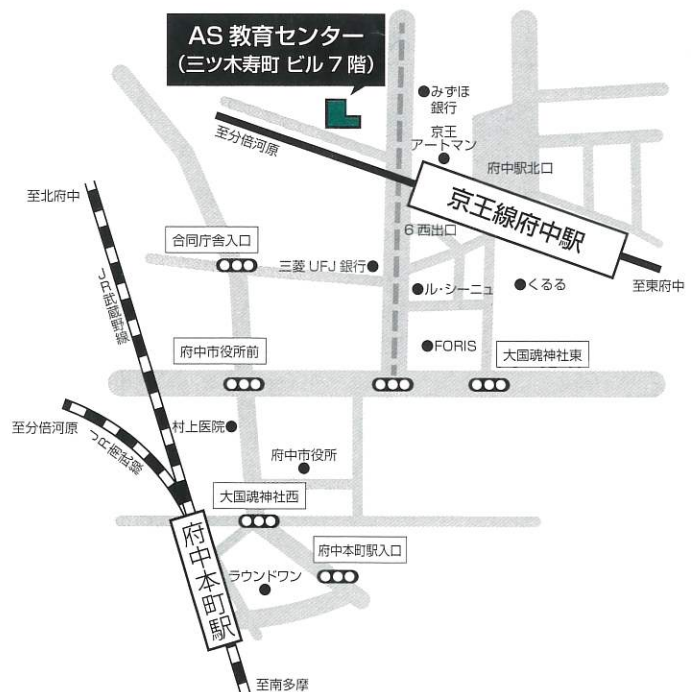 AS 教育センター
（三ツ木寿町 ビル 7 階）
みずほ
銀行
京王
アートマン
至分倍河原
府中駅北口
至北府中
京王線府中駅
合同庁舎入口
6 西出口
三菱 UFJ 銀行
ル・シーニュ
くるる
至東府中
JR武蔵野線
府中市役所前
FORIS
大国魂神社東
至分倍河原
JR南武線
村上医院
府中市役所
大国魂神社西
府中本町駅入口
府中本町駅
ラウンドワン
至南多摩